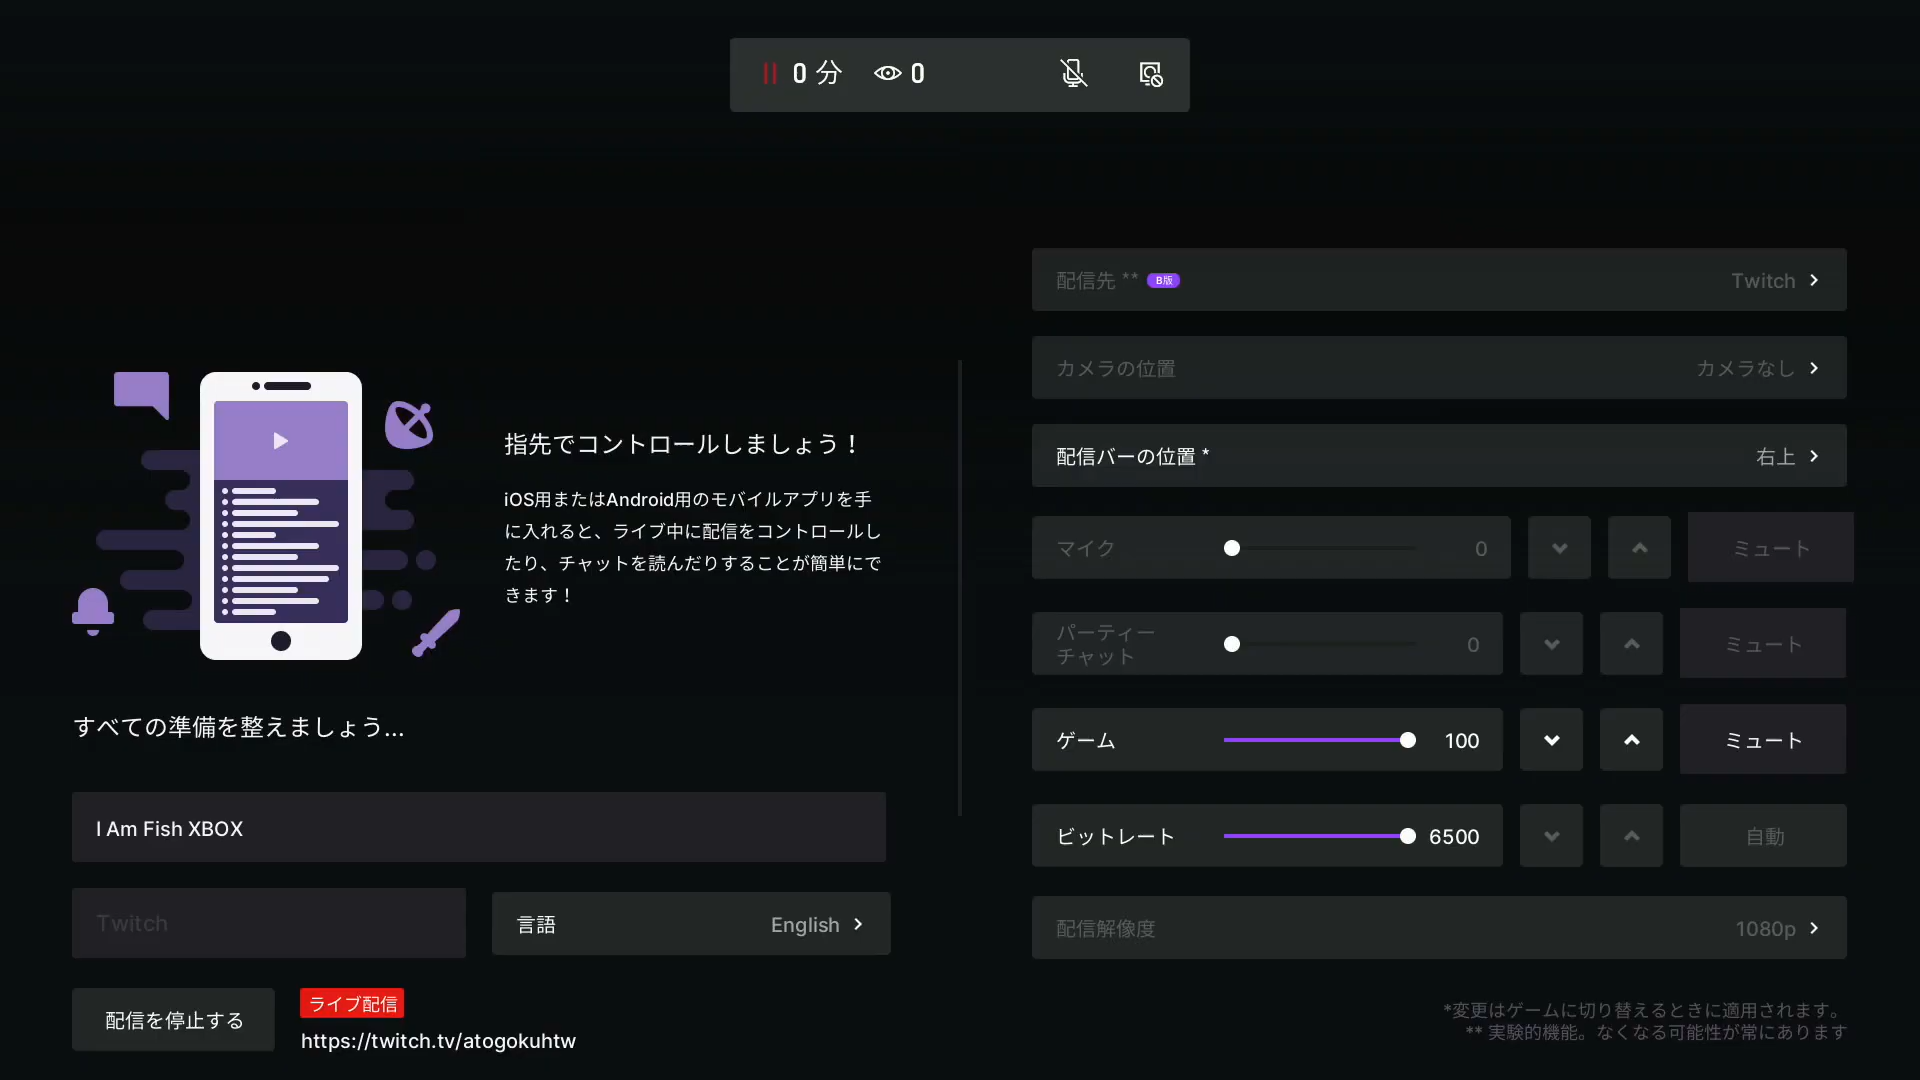 0 分 0
指先でコントロールしましょう！
iOS用またはAndroid用のモバイルアプリを手
に入れると、ライブ中に配信をコントロールし
たり、チャットを読んだりすることが簡単にで
きます！
すべての準備を整えましょう...
I Am Fish XBOX
Twitch
言語 English
配信を停止する
ライブ配信
https://twitch.tv/atogokuhtw
配信先 ** Β版 Twitch
カメラの位置 カメラなし
配信バーの位置 * 右上
マイク 0 ミュート
パーティー
チャット 0 ミュート
ゲーム 100 ミュート
ビットレート 6500 自動
配信解像度 1080p
*変更はゲームに切り替えるときに適用されます。
** 実験的機能。なくなる可能性が常にあります